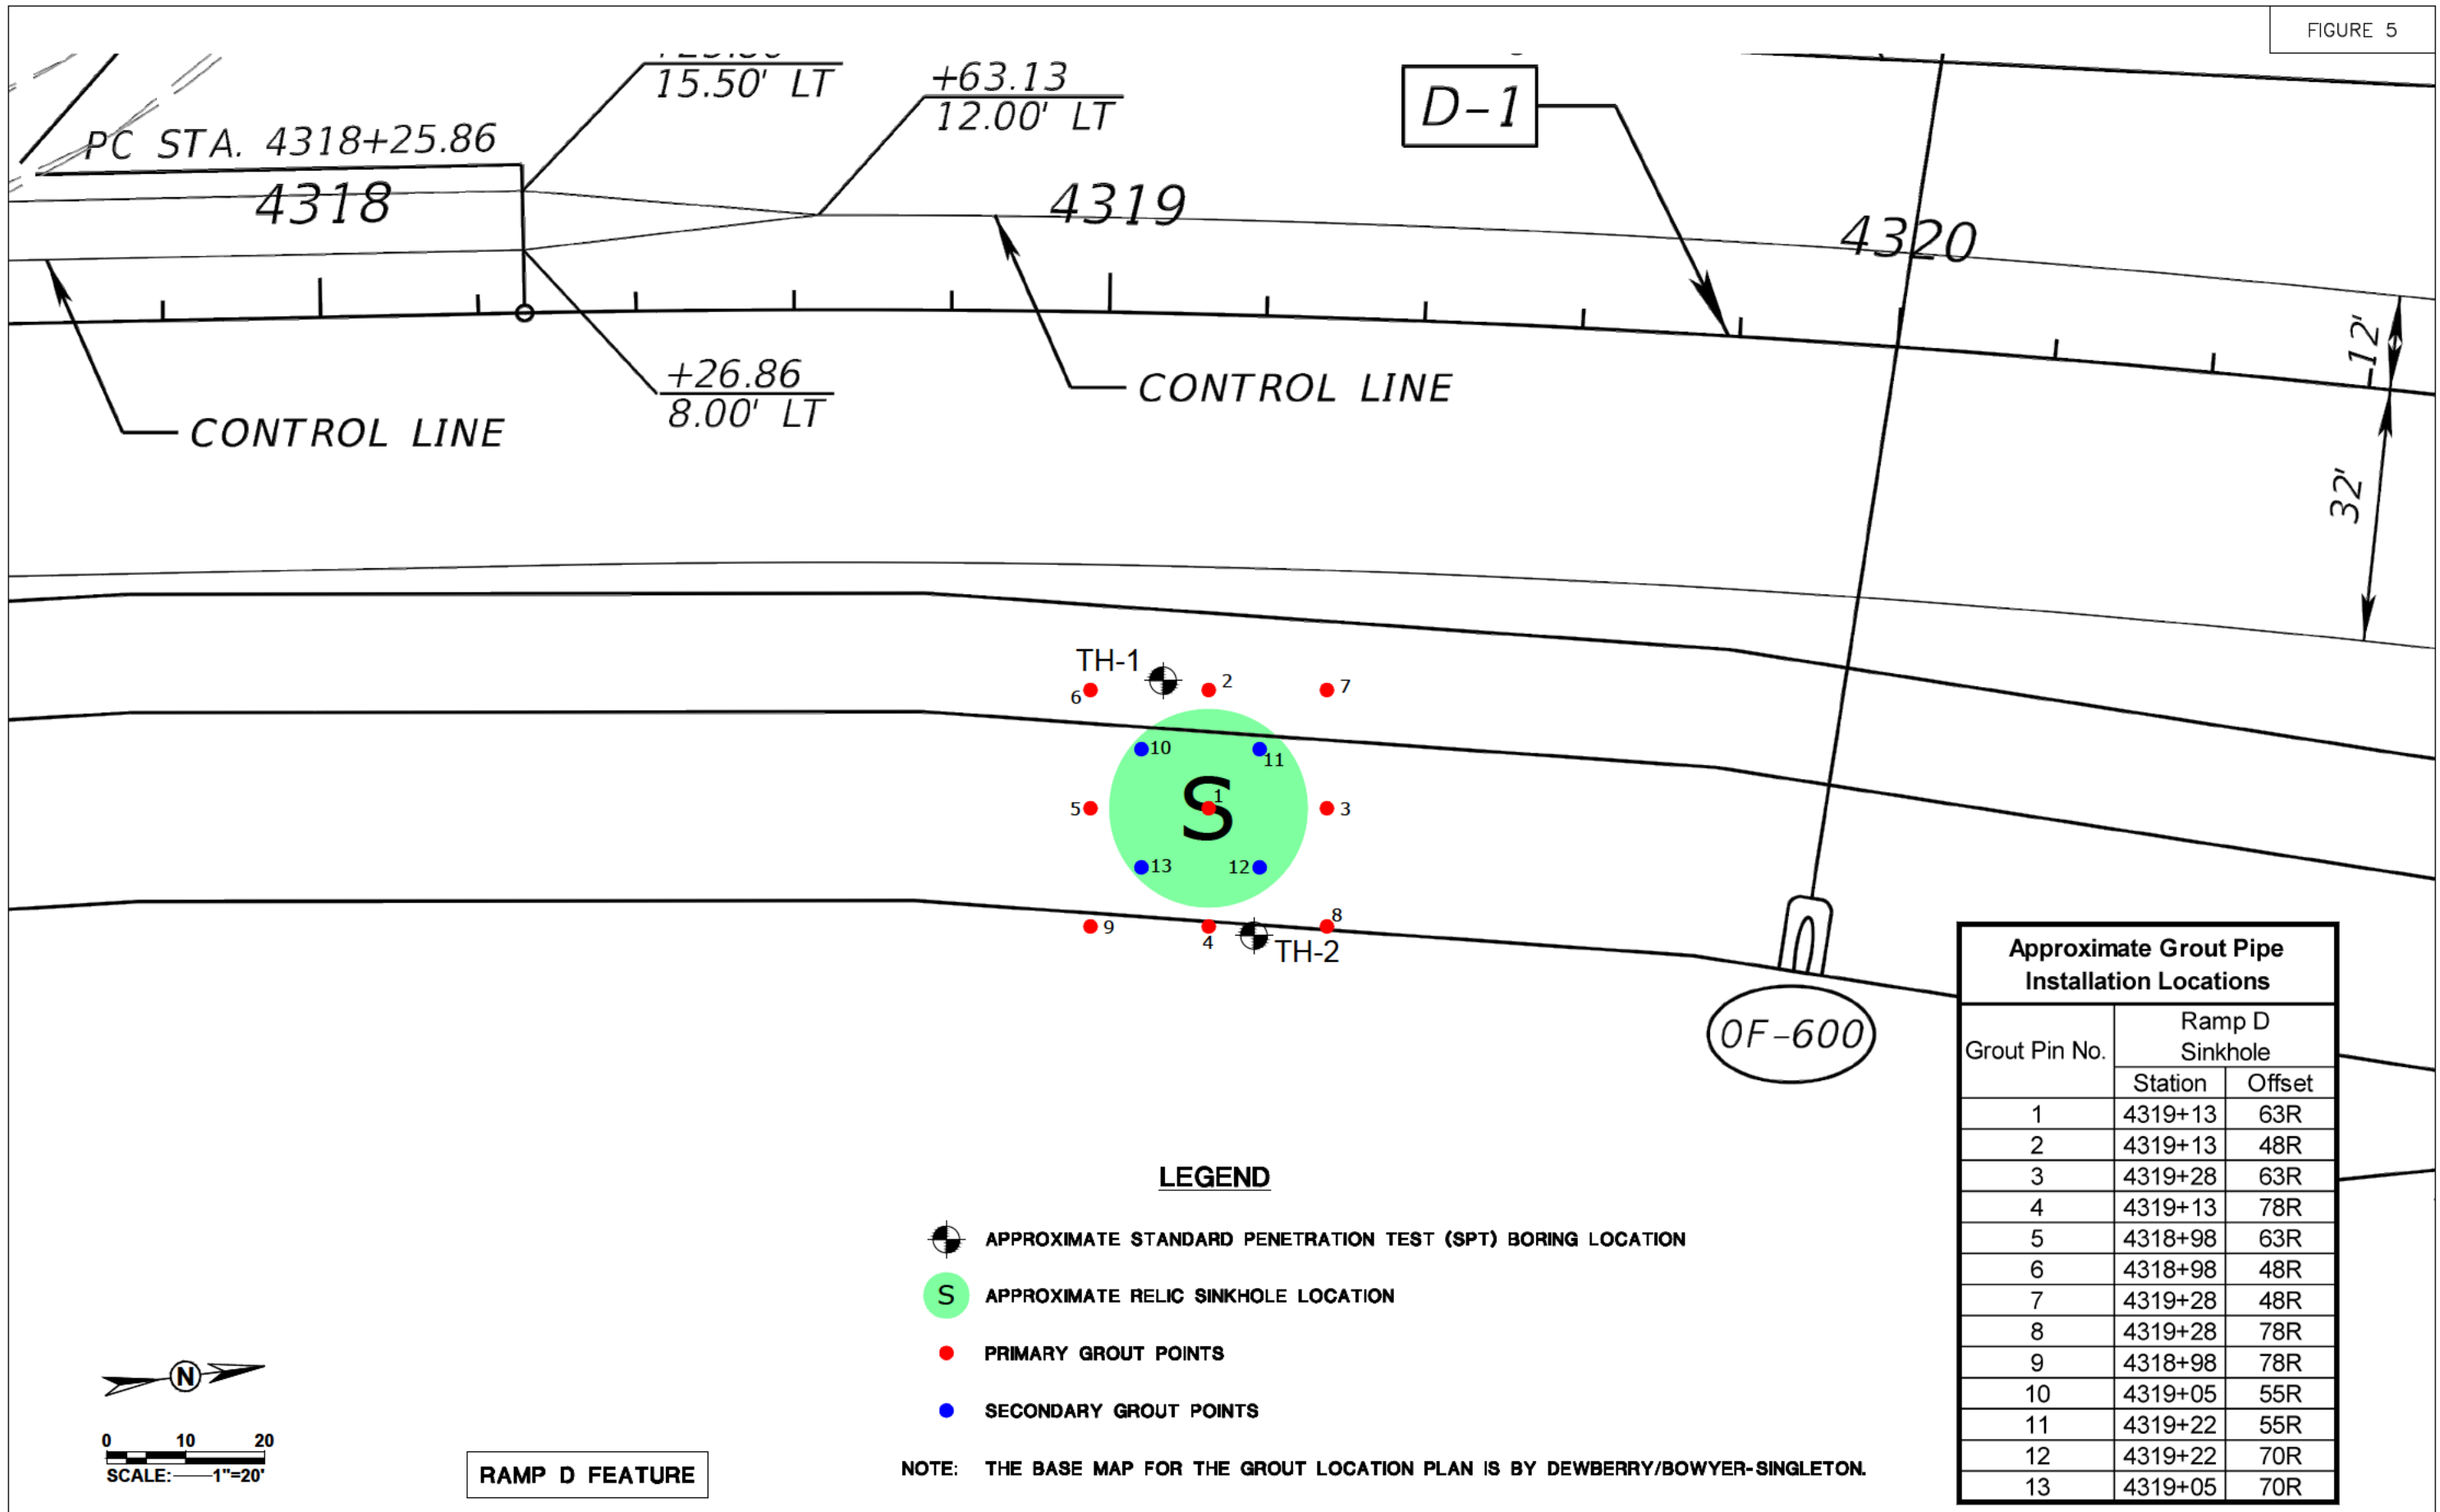 FIGURE 5
15.50' LT
+63.13
12.00' LT
D-1
PC STA. 4318+25.86
4318
4319
4320
12'
+26.86
8.00' LT
CONTROL LINE
CONTROL LINE
32'
TH-1
6
2
7
10
11
5
1
3
13
12
9
4
8
TH-2
OF-600
Approximate Grout Pipe
Installation Locations
Grout Pin No.
Ramp D
Sinkhole
Station Offset
1 4319+13 63R
2 4319+13 48R
3 4319+28 63R
4 4319+13 78R
5 4318+98 63R
6 4318+98 48R
7 4319+28 48R
8 4319+28 78R
9 4318+98 78R
10 4319+05 55R
11 4319+22 55R
12 4319+22 70R
13 4319+05 70R
S
LEGEND
APPROXIMATE STANDARD PENETRATION TEST (SPT) BORING LOCATION
S APPROXIMATE RELIC SINKHOLE LOCATION
PRIMARY GROUT POINTS
SECONDARY GROUT POINTS
NOTE: THE BASE MAP FOR THE GROUT LOCATION PLAN IS BY DEWBERRY/BOWYER-SINGLETON.
N
0 10 20
SCALE: 1"=20'
RAMP D FEATURE